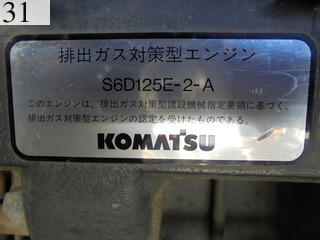 31
排出ガス対策型エンジン
S6D125E-2-A
このエンジンは、排出ガス対策型建設機械指定要領に基づく、
排出ガス対策型エンジンの認定を受けたものである。
KOMATSU